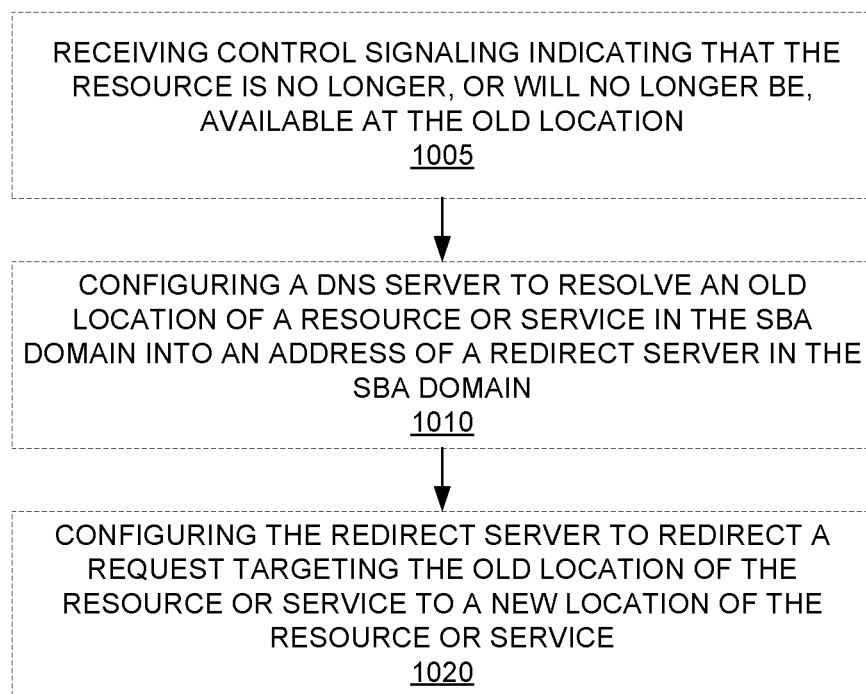 RECEIVING CONTROL SIGNALING INDICATING THAT THE
RESOURCE IS NO LONGER, OR WILL NO LONGER BE,
AVAILABLE AT THE OLD LOCATION
1005
CONFIGURING A DNS SERVER TO RESOLVE AN OLD
LOCATION OF A RESOURCE OR SERVICE IN THE SBA
DOMAIN INTO AN ADDRESS OF A REDIRECT SERVER IN THE
SBA DOMAIN
1010
CONFIGURING THE REDIRECT SERVER TO REDIRECT A
REQUEST TARGETING THE OLD LOCATION OF THE
RESOURCE OR SERVICE TO A NEW LOCATION OF THE
RESOURCE OR SERVICE
1020